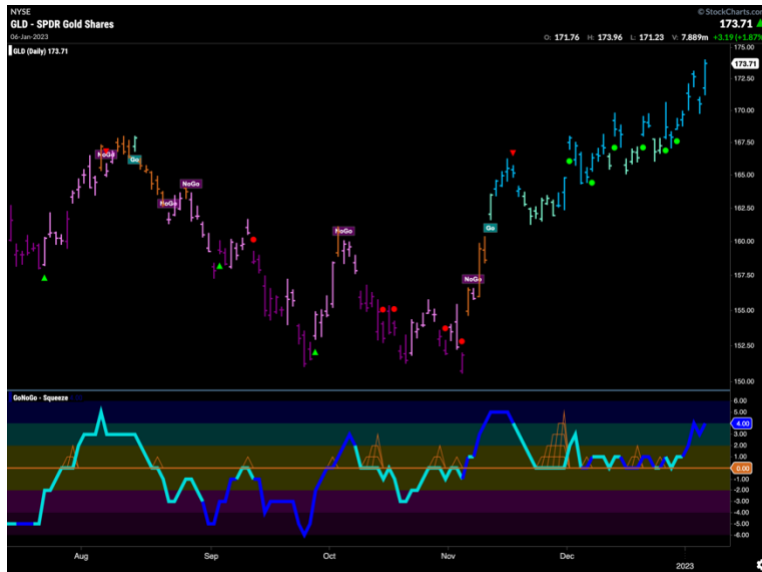 NYSE
© StockCharts.com
GLD - SPDR Gold Shares
173.71
06-Jan-2023
O: 171.76 H: 173.96 L: 171.23 V: 7.889m +3.19 (+1.87%
GLD (Daily) 173.71
175.00
173.71
172.50
170.00
167.50
NoGo
Go
165.00
NoGo
NoGo
162.50
Go
NoGo
160.00
157.50
NoGo
155.00
152.50
150.00
GoNoGo - Squeeze
6.00
5.00
4.00
3.00
2.00
1.00
0.00
-1.00
-2.00
-3.00
-4.00
-5.00
-6.00
Aug Sep Oct Nov Dec 2023